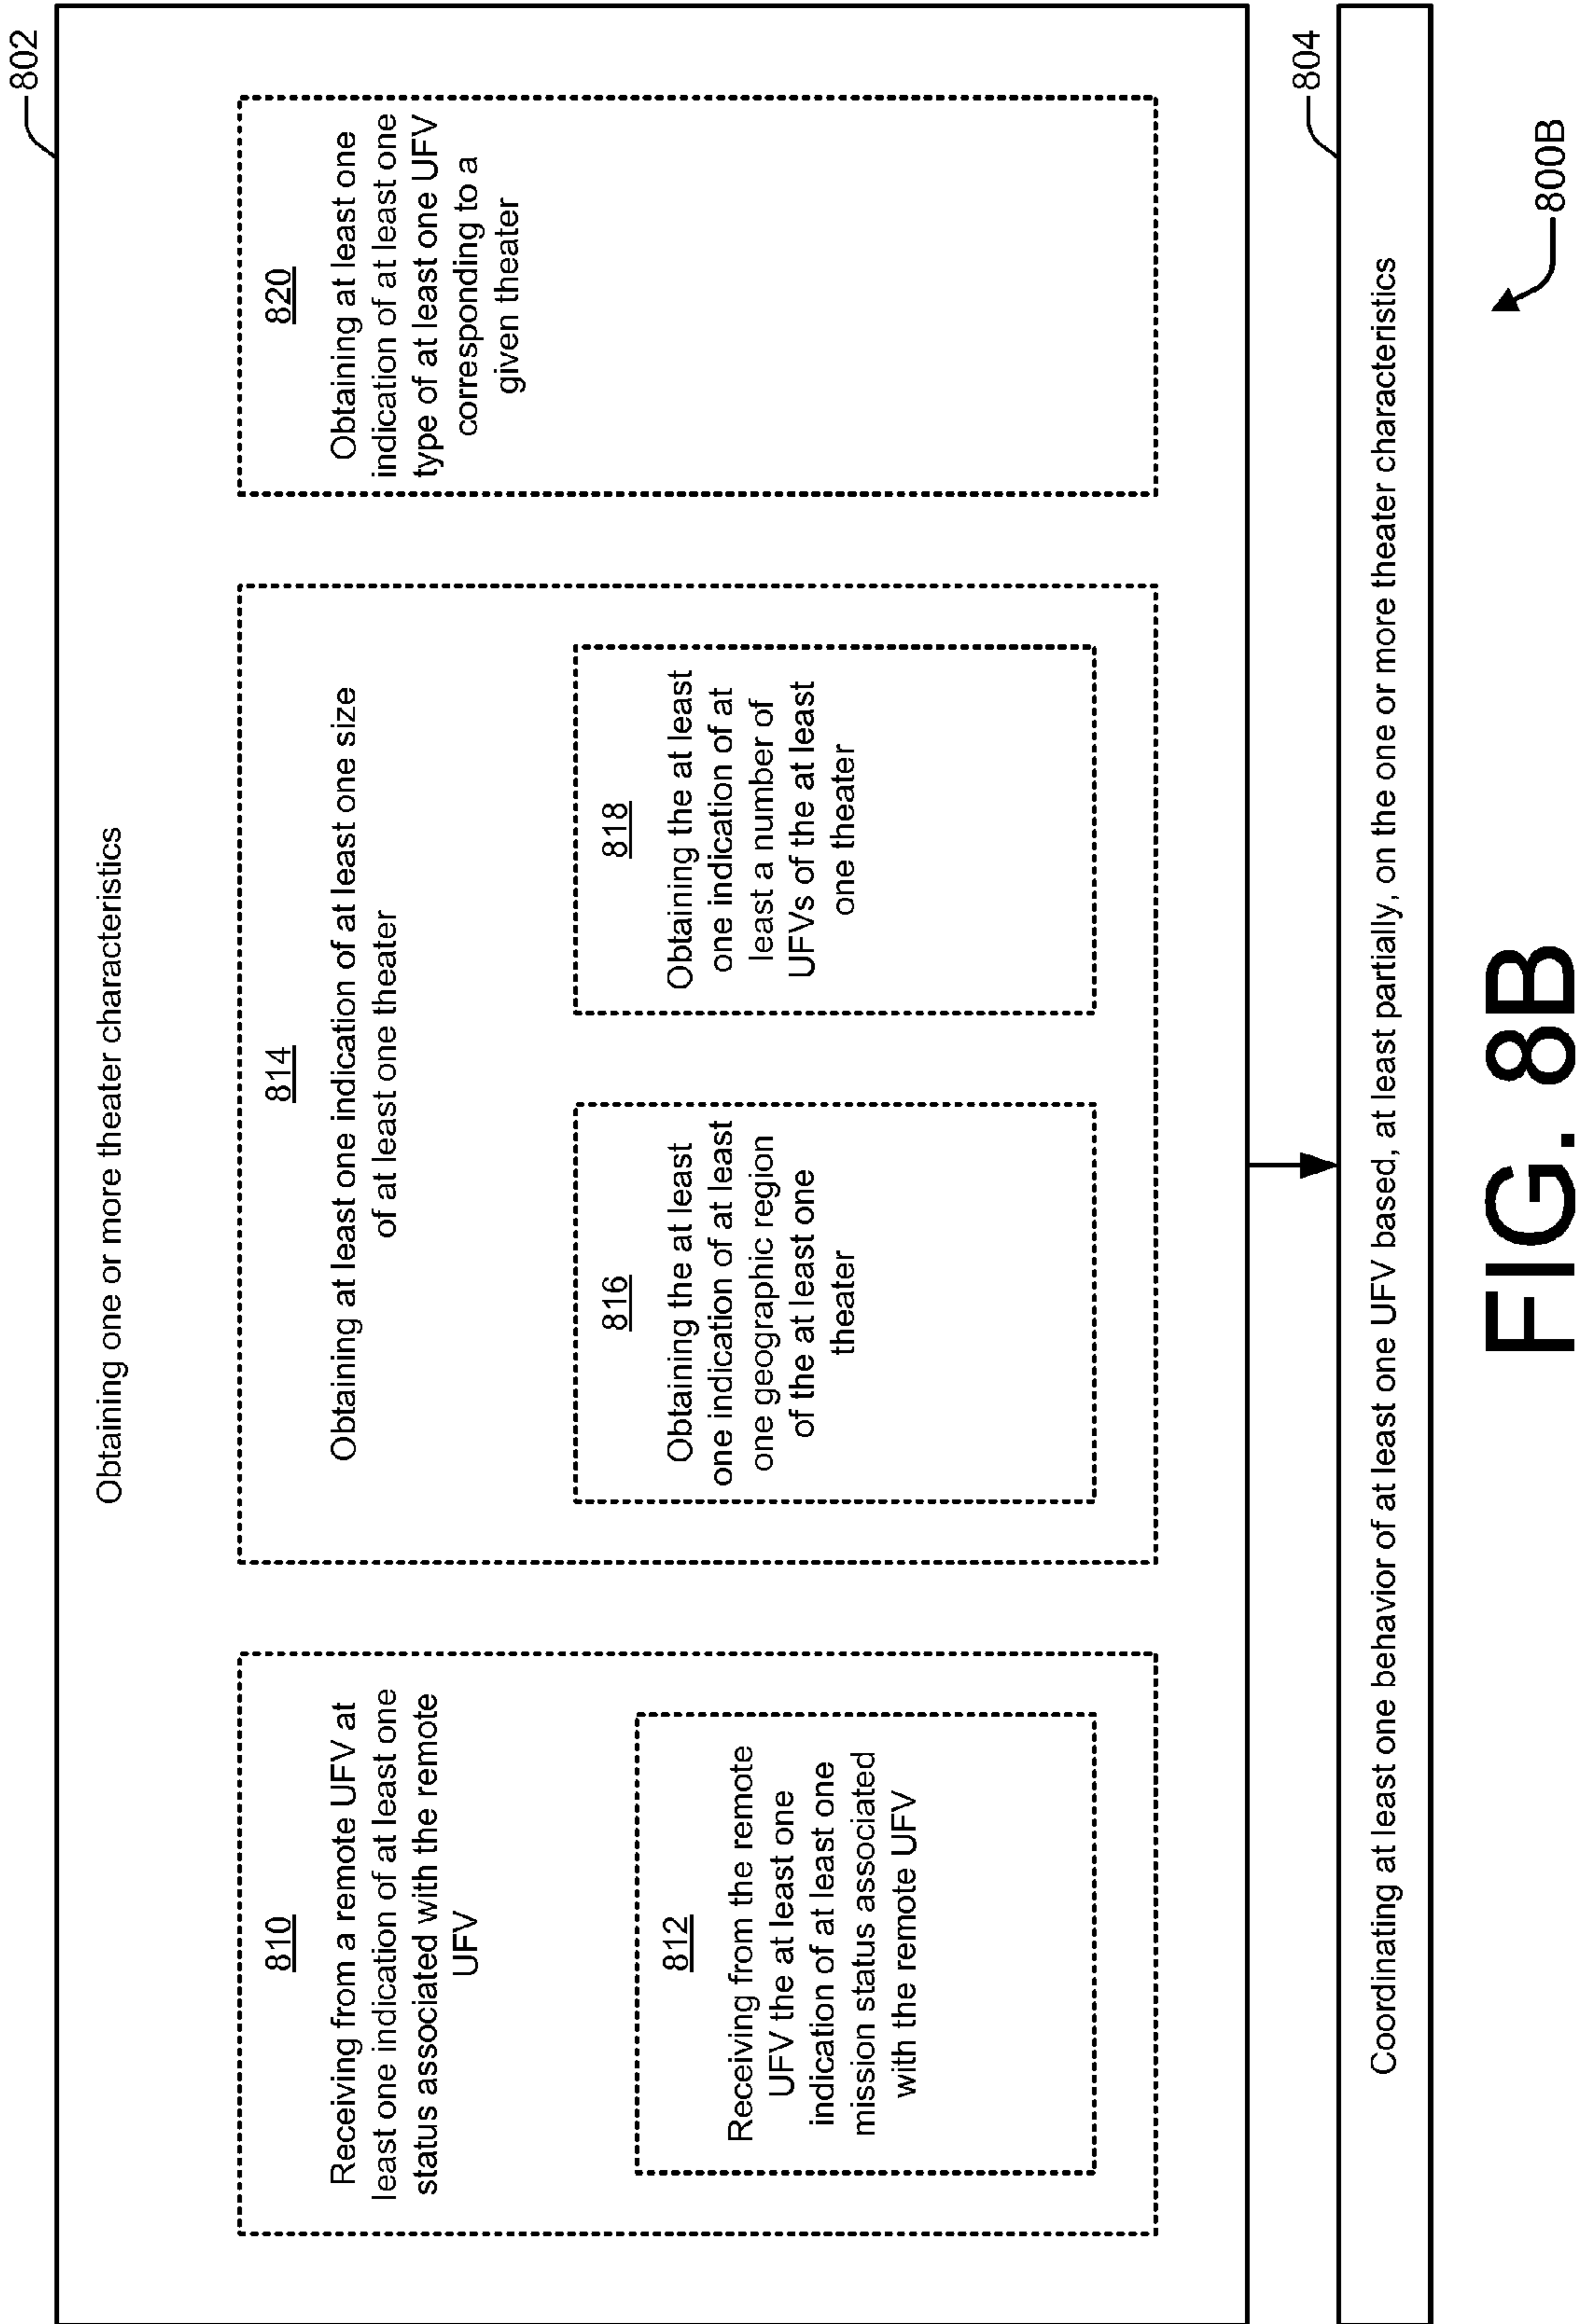 802
Obtaining one or more theater characteristics
810
Receiving from a remote UFV at
least one indication of at least one
status associated with the remote
UFV
812
Receiving from the remote
UFV the at least one
indication of at least one
mission status associated
with the remote UFV
814
Obtaining at least one indication of at least one size
of at least one theater
816
Obtaining the at least
one indication of at least
one geographic region
of the at least one
theater
818
Obtaining the at least
one indication of at
least a number of
UFVs of the at least
one theater
820
Obtaining at least one
indication of at least one
type of at least one UFV
corresponding to a
given theater
804
Coordinating at least one behavior of at least one UFV based, at least partially, on the one or more theater characteristics
800B
FIG. 8B